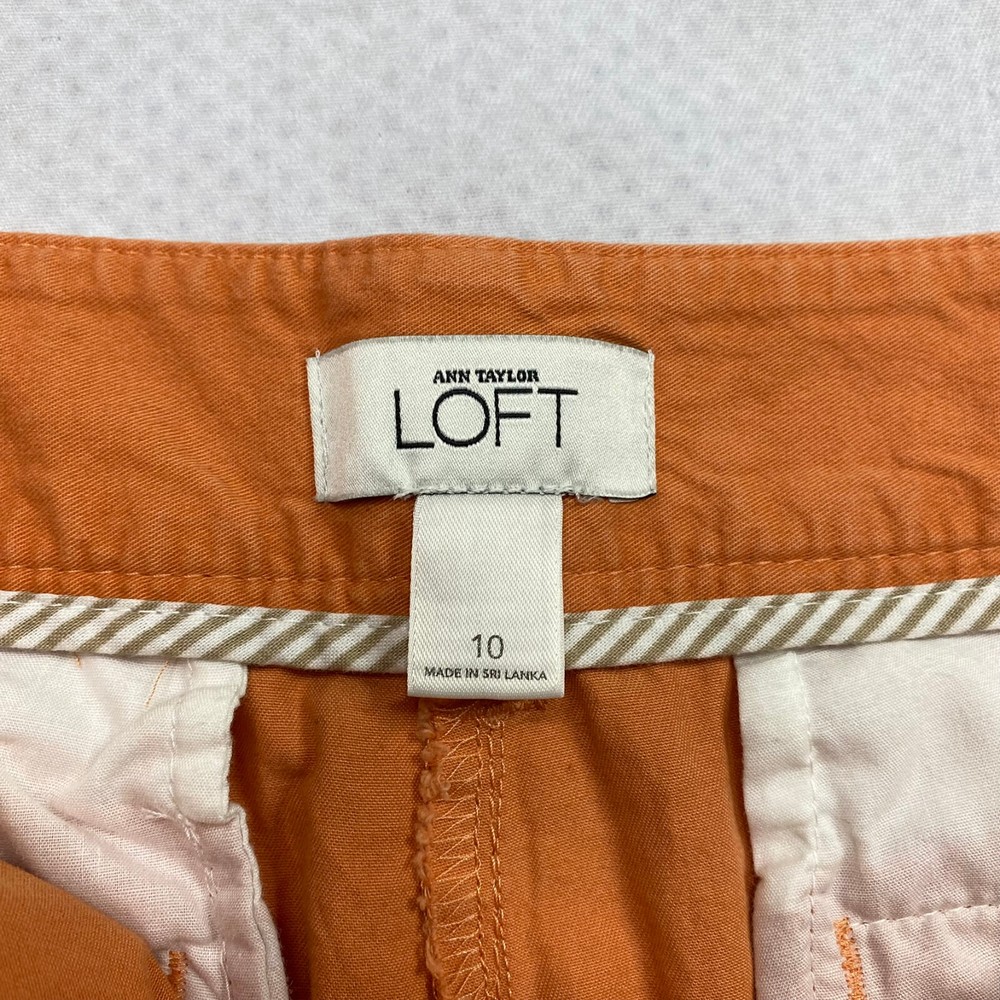 ANN TAYLOR
LOFT
10
MADE IN SRI LANKA